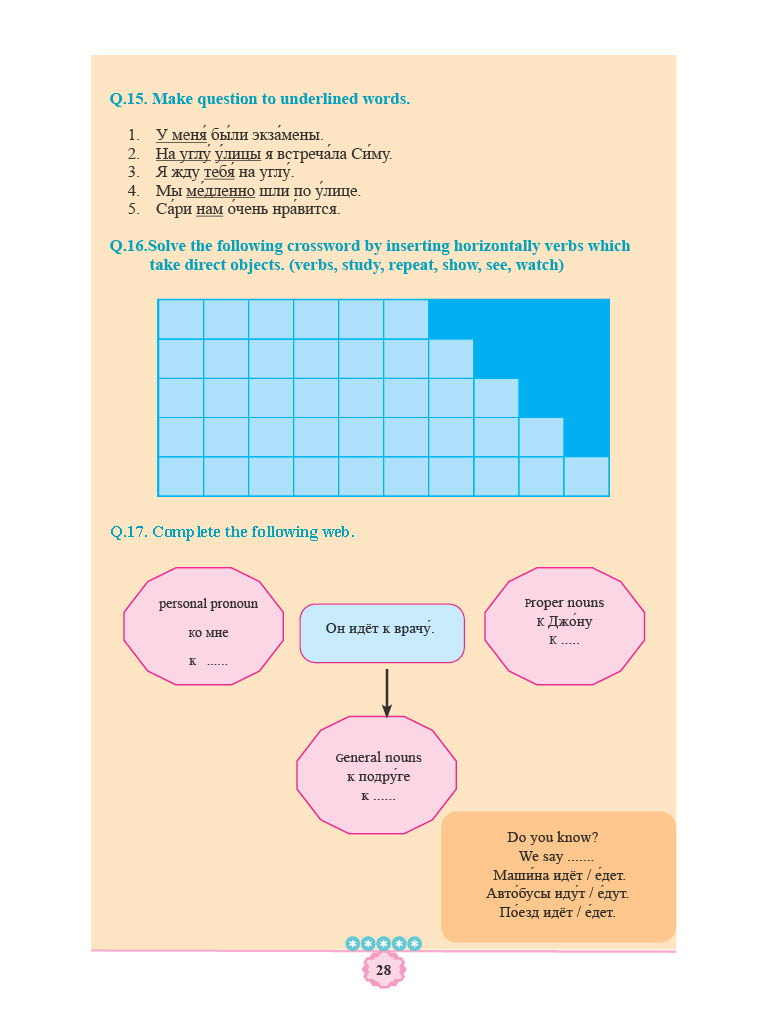 Q.15. Make question to underlined words.
1. У меня́ бы́ли экза́мены.
2. На углу́ у́лицы я встреча́ла Си́му.
3. Я жду тебя́ на углу́.
4. Мы ме́дленно шли по у́лице.
5. Са́ри нам о́чень нра́вится.
Q.16.Solve the following crossword by inserting horizontally verbs which
take direct objects. (verbs, study, repeat, show, see, watch)
Q.17. Complete the following web.
personal pronoun
ко мне
к ......
Он идёт к врачу́.
Proper nouns
К Джо́ну
К .....
General nouns
к подру́ге
к ......
Do you know?
We say .......
Маши́на идёт / е́дет.
Авто́бусы иду́т / е́дут.
По́езд идёт / е́дет.
28